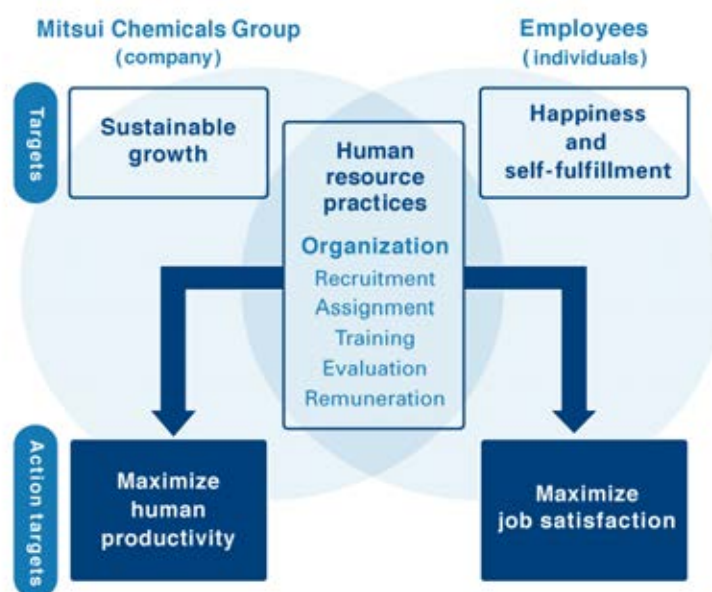 Mitsui Chemicals Group
(company)
Employees
(individuals)
Targets
Sustainable
growth
Happiness
and
self-fulfillment
Human
resource
practices
Organization
Recruitment
Assignment
Training
Evaluation
Remuneration
Action targets
Maximize
human
productivity
Maximize
job satisfaction